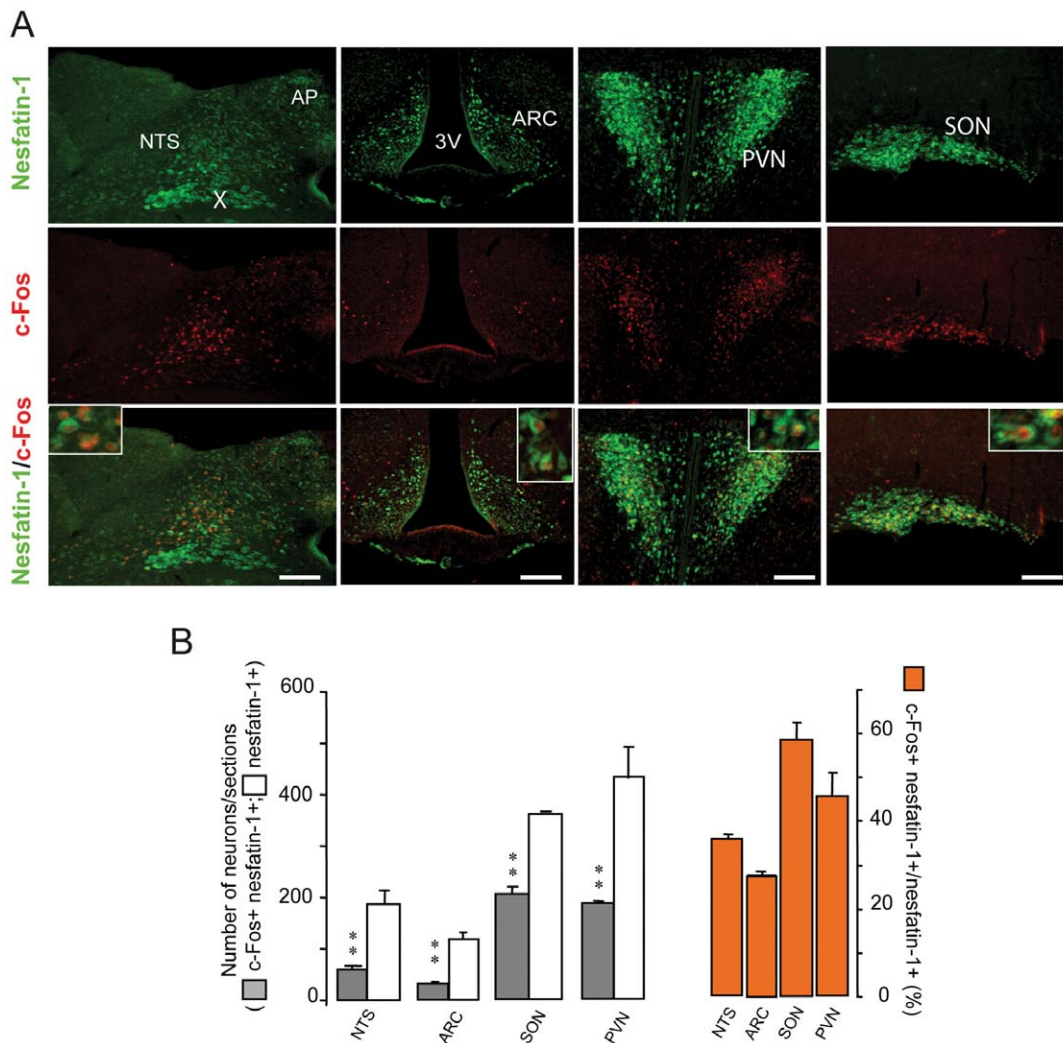 A
Nesfatin-1
c-Fos
Nesfatin-1/c-Fos
NTS
AP
X
3V
ARC
PVN
SON
B
Number of neurons/sections
( c-Fos+ nesfatin-1+; nesfatin-1+)
600
400
200
0
**
**
**
**
NTS
ARC
SON
PVN
NTS
ARC
SON
PVN
60
40
20
0
c-Fos+ nesfatin-1+/nesfatin-1+ (%)